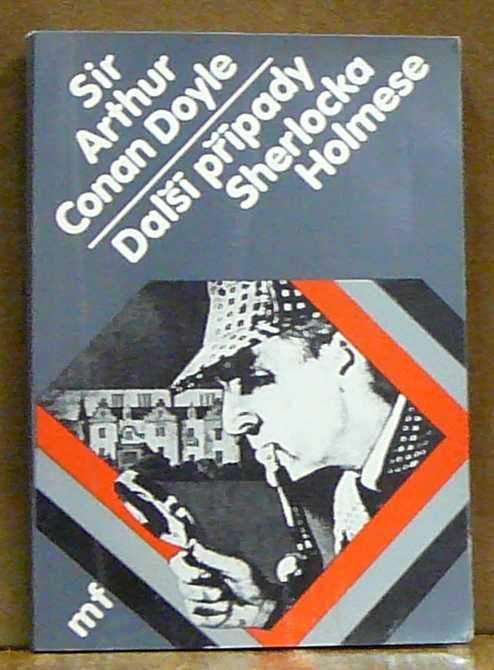 Sir
Arthur
Conan Doyle
Další případy
Sherlocka
Holmese
mf